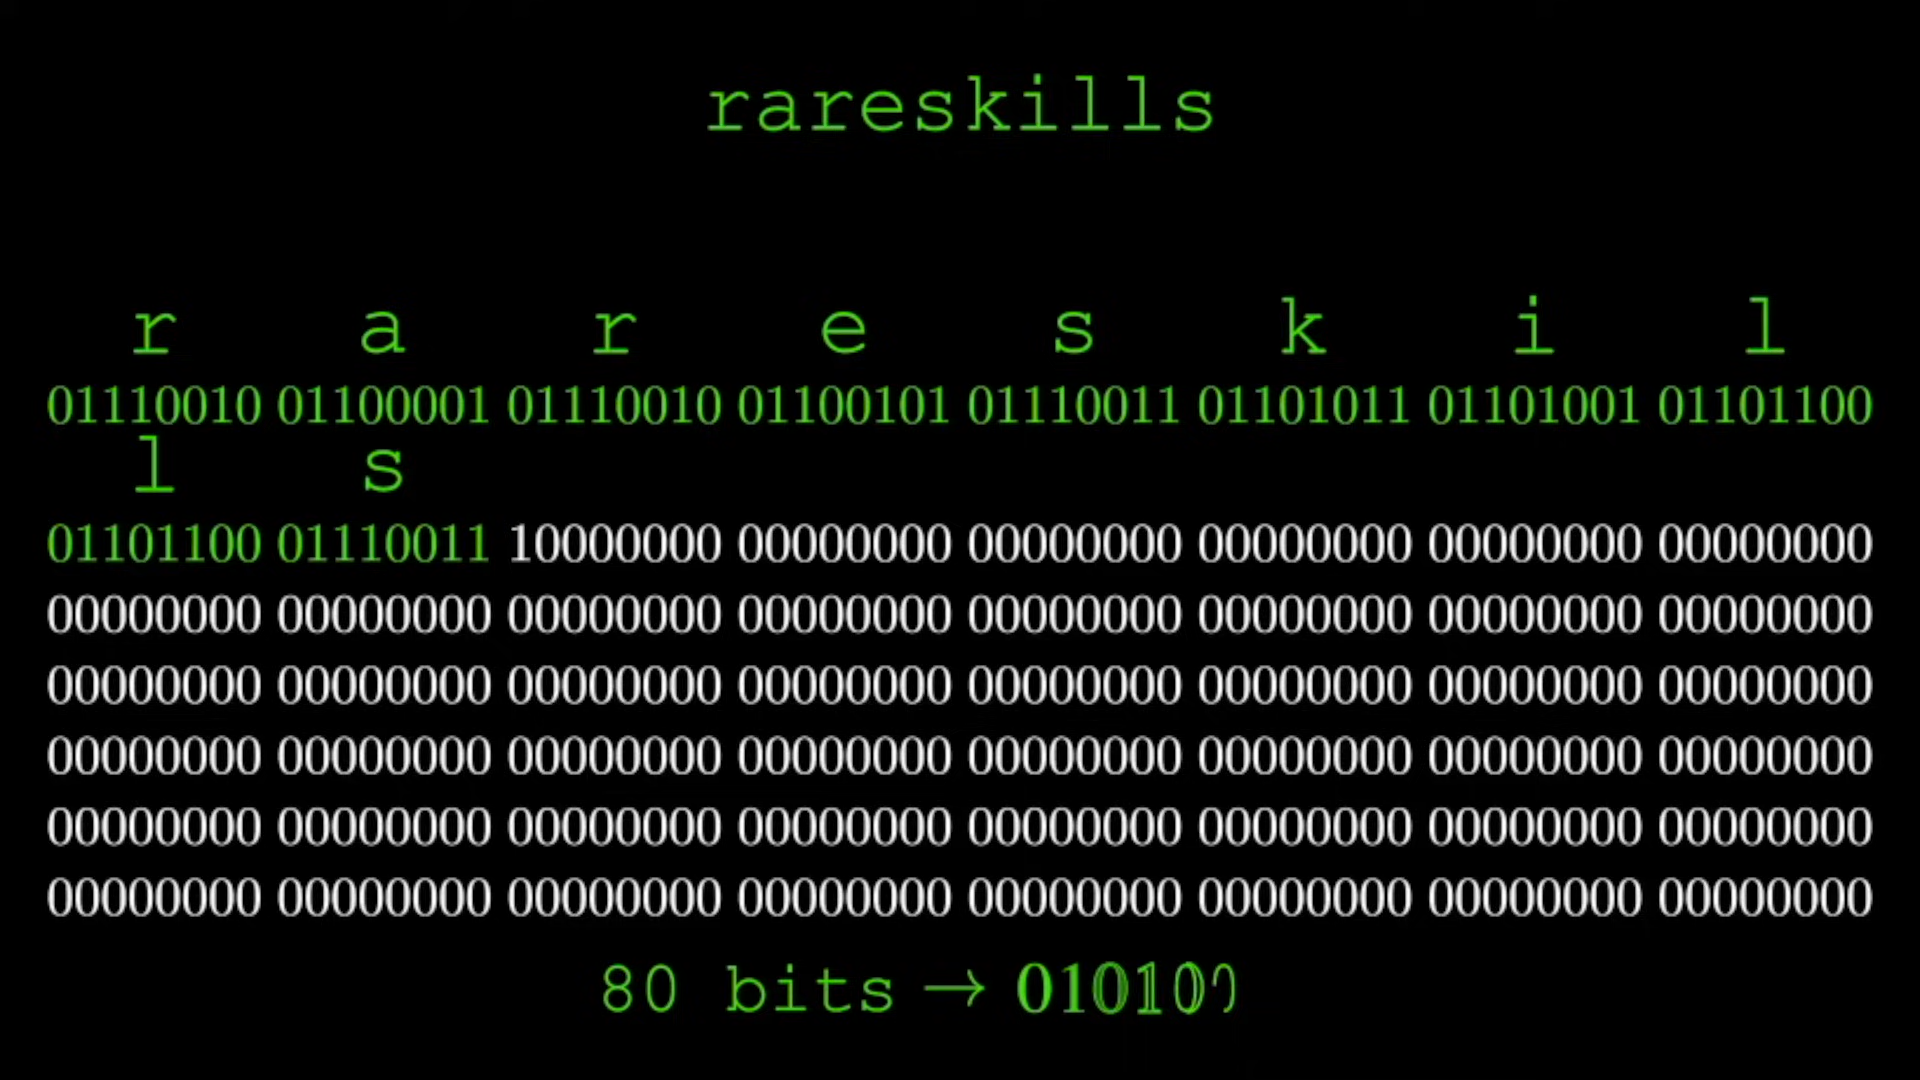 rareskills
r a r e s k i l
01110010 01100001 01110010 01100101 01110011 01101011 01101001 01101100
l s
01101100 01110011 10000000 00000000 00000000 00000000 00000000 00000000
00000000 00000000 00000000 00000000 00000000 00000000 00000000 00000000
00000000 00000000 00000000 00000000 00000000 00000000 00000000 00000000
00000000 00000000 00000000 00000000 00000000 00000000 00000000 00000000
00000000 00000000 00000000 00000000 00000000 00000000 00000000 00000000
00000000 00000000 00000000 00000000 00000000 00000000 00000000 00000000
80 bits → 01010